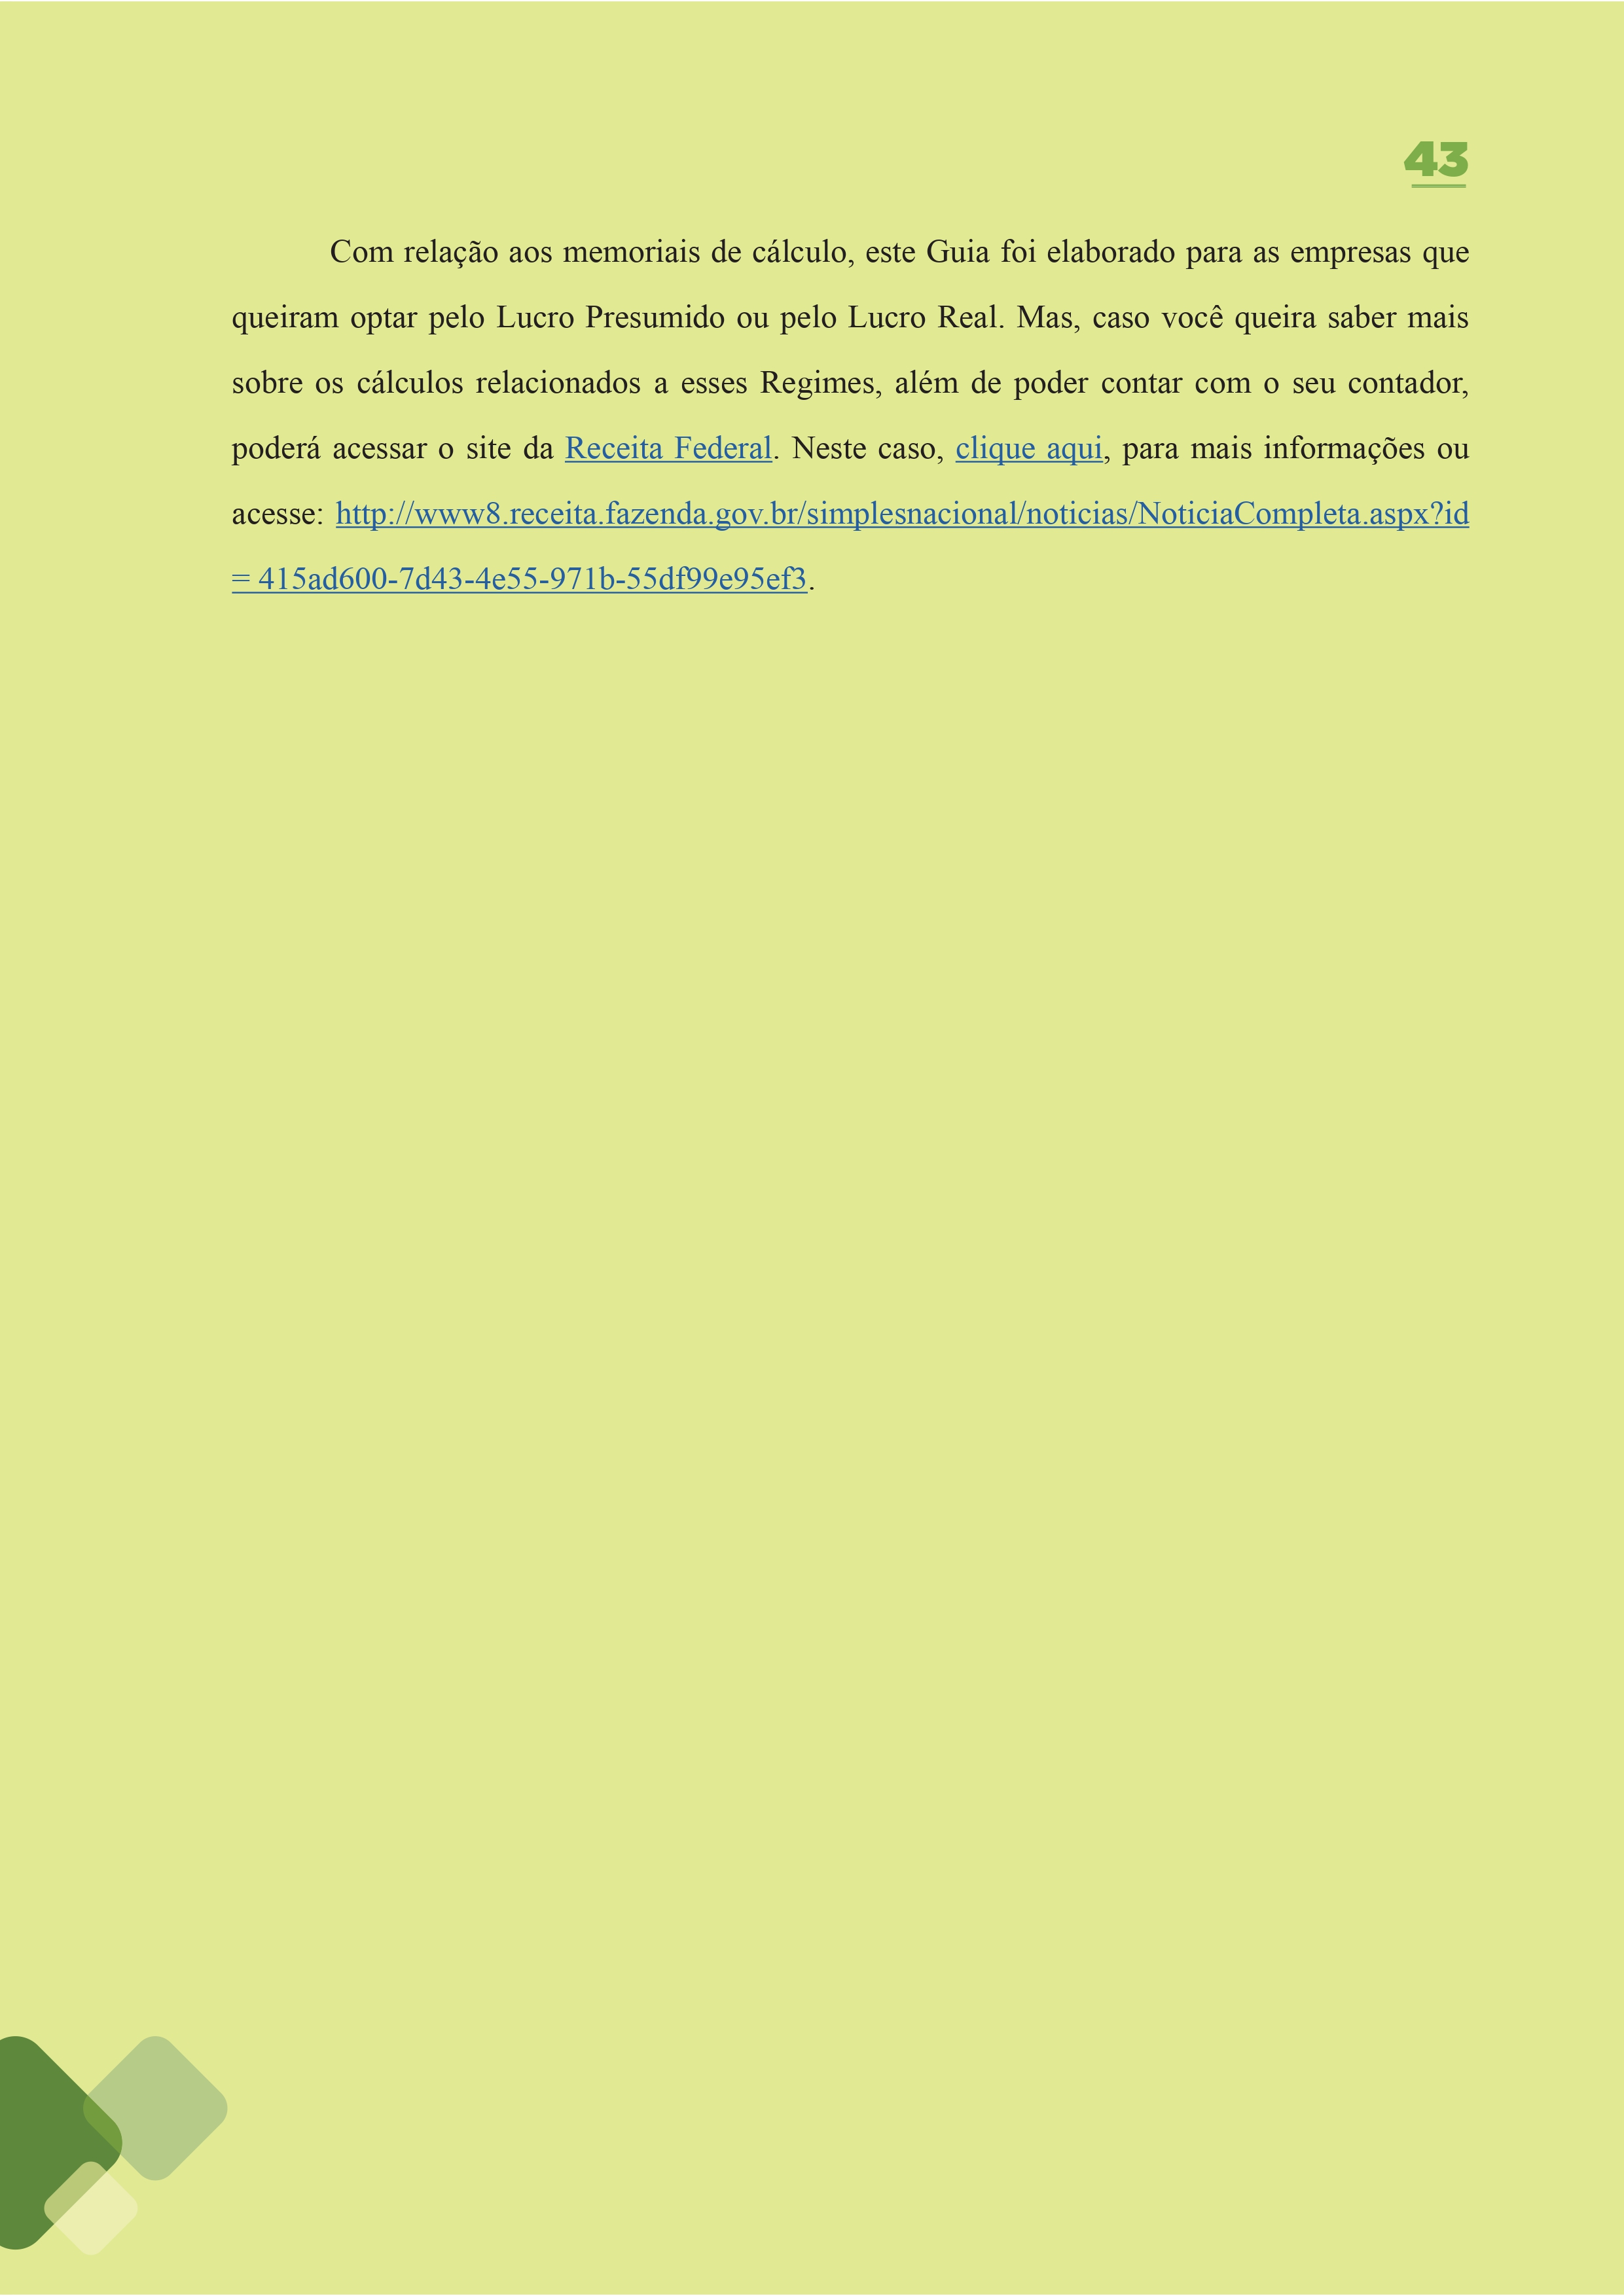 43
Com relação aos memoriais de cálculo, este Guia foi elaborado para as empresas que
queiram optar pelo Lucro Presumido ou pelo Lucro Real. Mas, caso você queira saber mais
sobre os cálculos relacionados a esses Regimes, além de poder contar com o seu contador,
poderá acessar o site da Receita Federal. Neste caso, clique aqui, para mais informações ou
acesse: http://www8.receita.fazenda.gov.br/simplesnacional/noticias/NoticiaCompleta.aspx?id
= 415ad600-7d43-4e55-971b-55df99e95ef3.